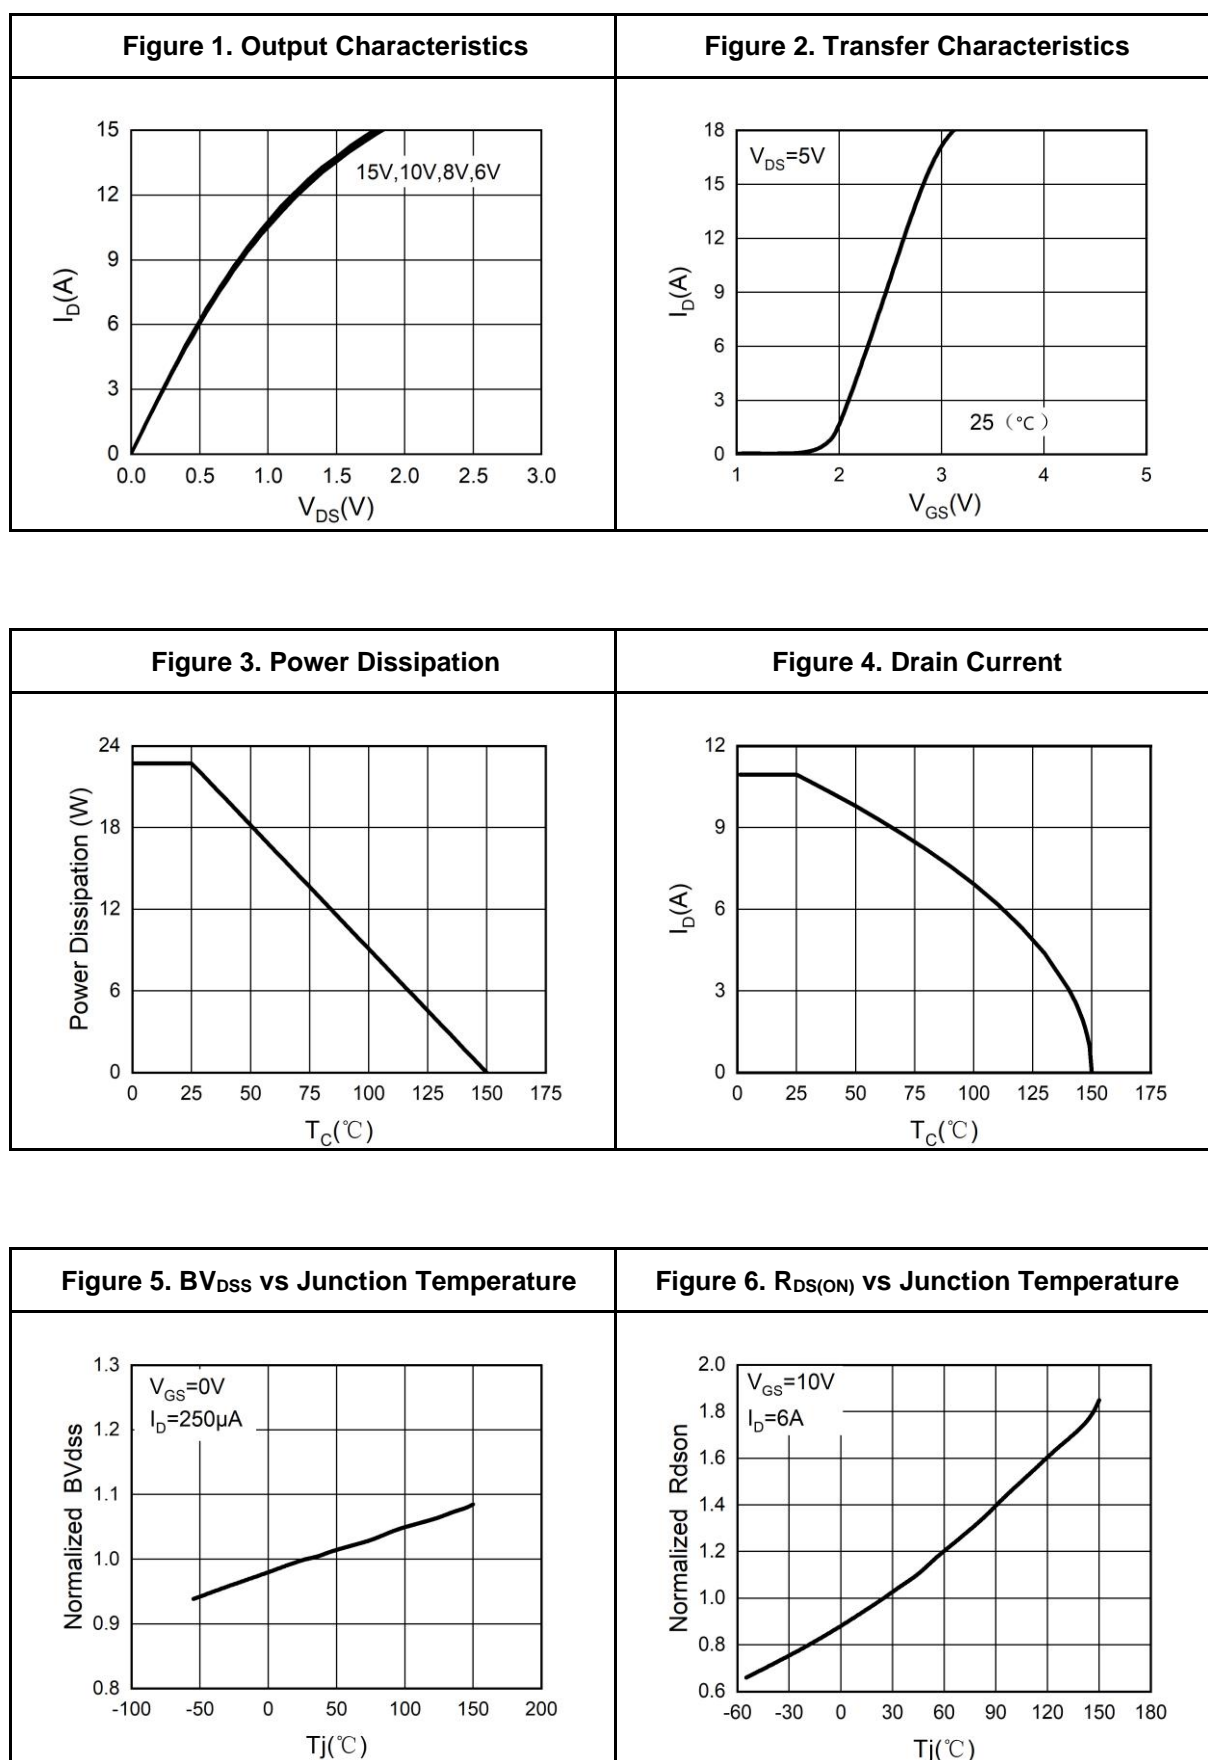 Figure 1. Output Characteristics
Figure 2. Transfer Characteristics
15
12
9
6
3
0
I_D(A)
15V,10V,8V,6V
0.0 0.5 1.0 1.5 2.0 2.5 3.0
V_DS(V)
18
15
12
9
6
3
0
I_D(A)
V_DS=5V
25（℃）
1 2 3 4 5
V_GS(V)
Figure 3. Power Dissipation
Figure 4. Drain Current
24
18
12
6
0
Power Dissipation (W)
0 25 50 75 100 125 150 175
T_C(℃)
12
9
6
3
0
I_D(A)
0 25 50 75 100 125 150 175
T_C(℃)
Figure 5. BV_DSS vs Junction Temperature
Figure 6. R_DS(ON) vs Junction Temperature
1.3
1.2
1.1
1.0
0.9
0.8
Normalized BVdss
V_GS=0V
I_D=250μA
-100 -50 0 50 100 150 200
Tj(℃)
2.0
1.8
1.6
1.4
1.2
1.0
0.8
0.6
Normalized Rdson
V_GS=10V
I_D=6A
-60 -30 0 30 60 90 120 150 180
Tj(℃)